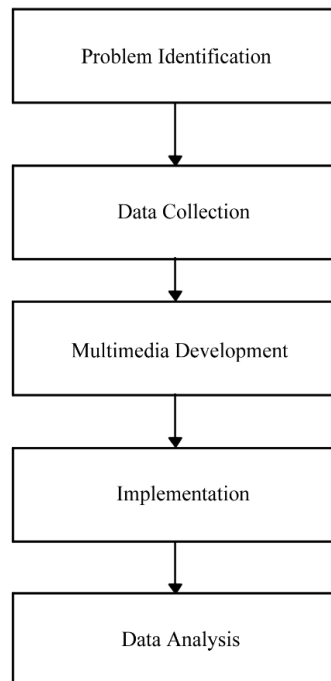 Problem Identification
Data Collection
Multimedia Development
Implementation
Data Analysis